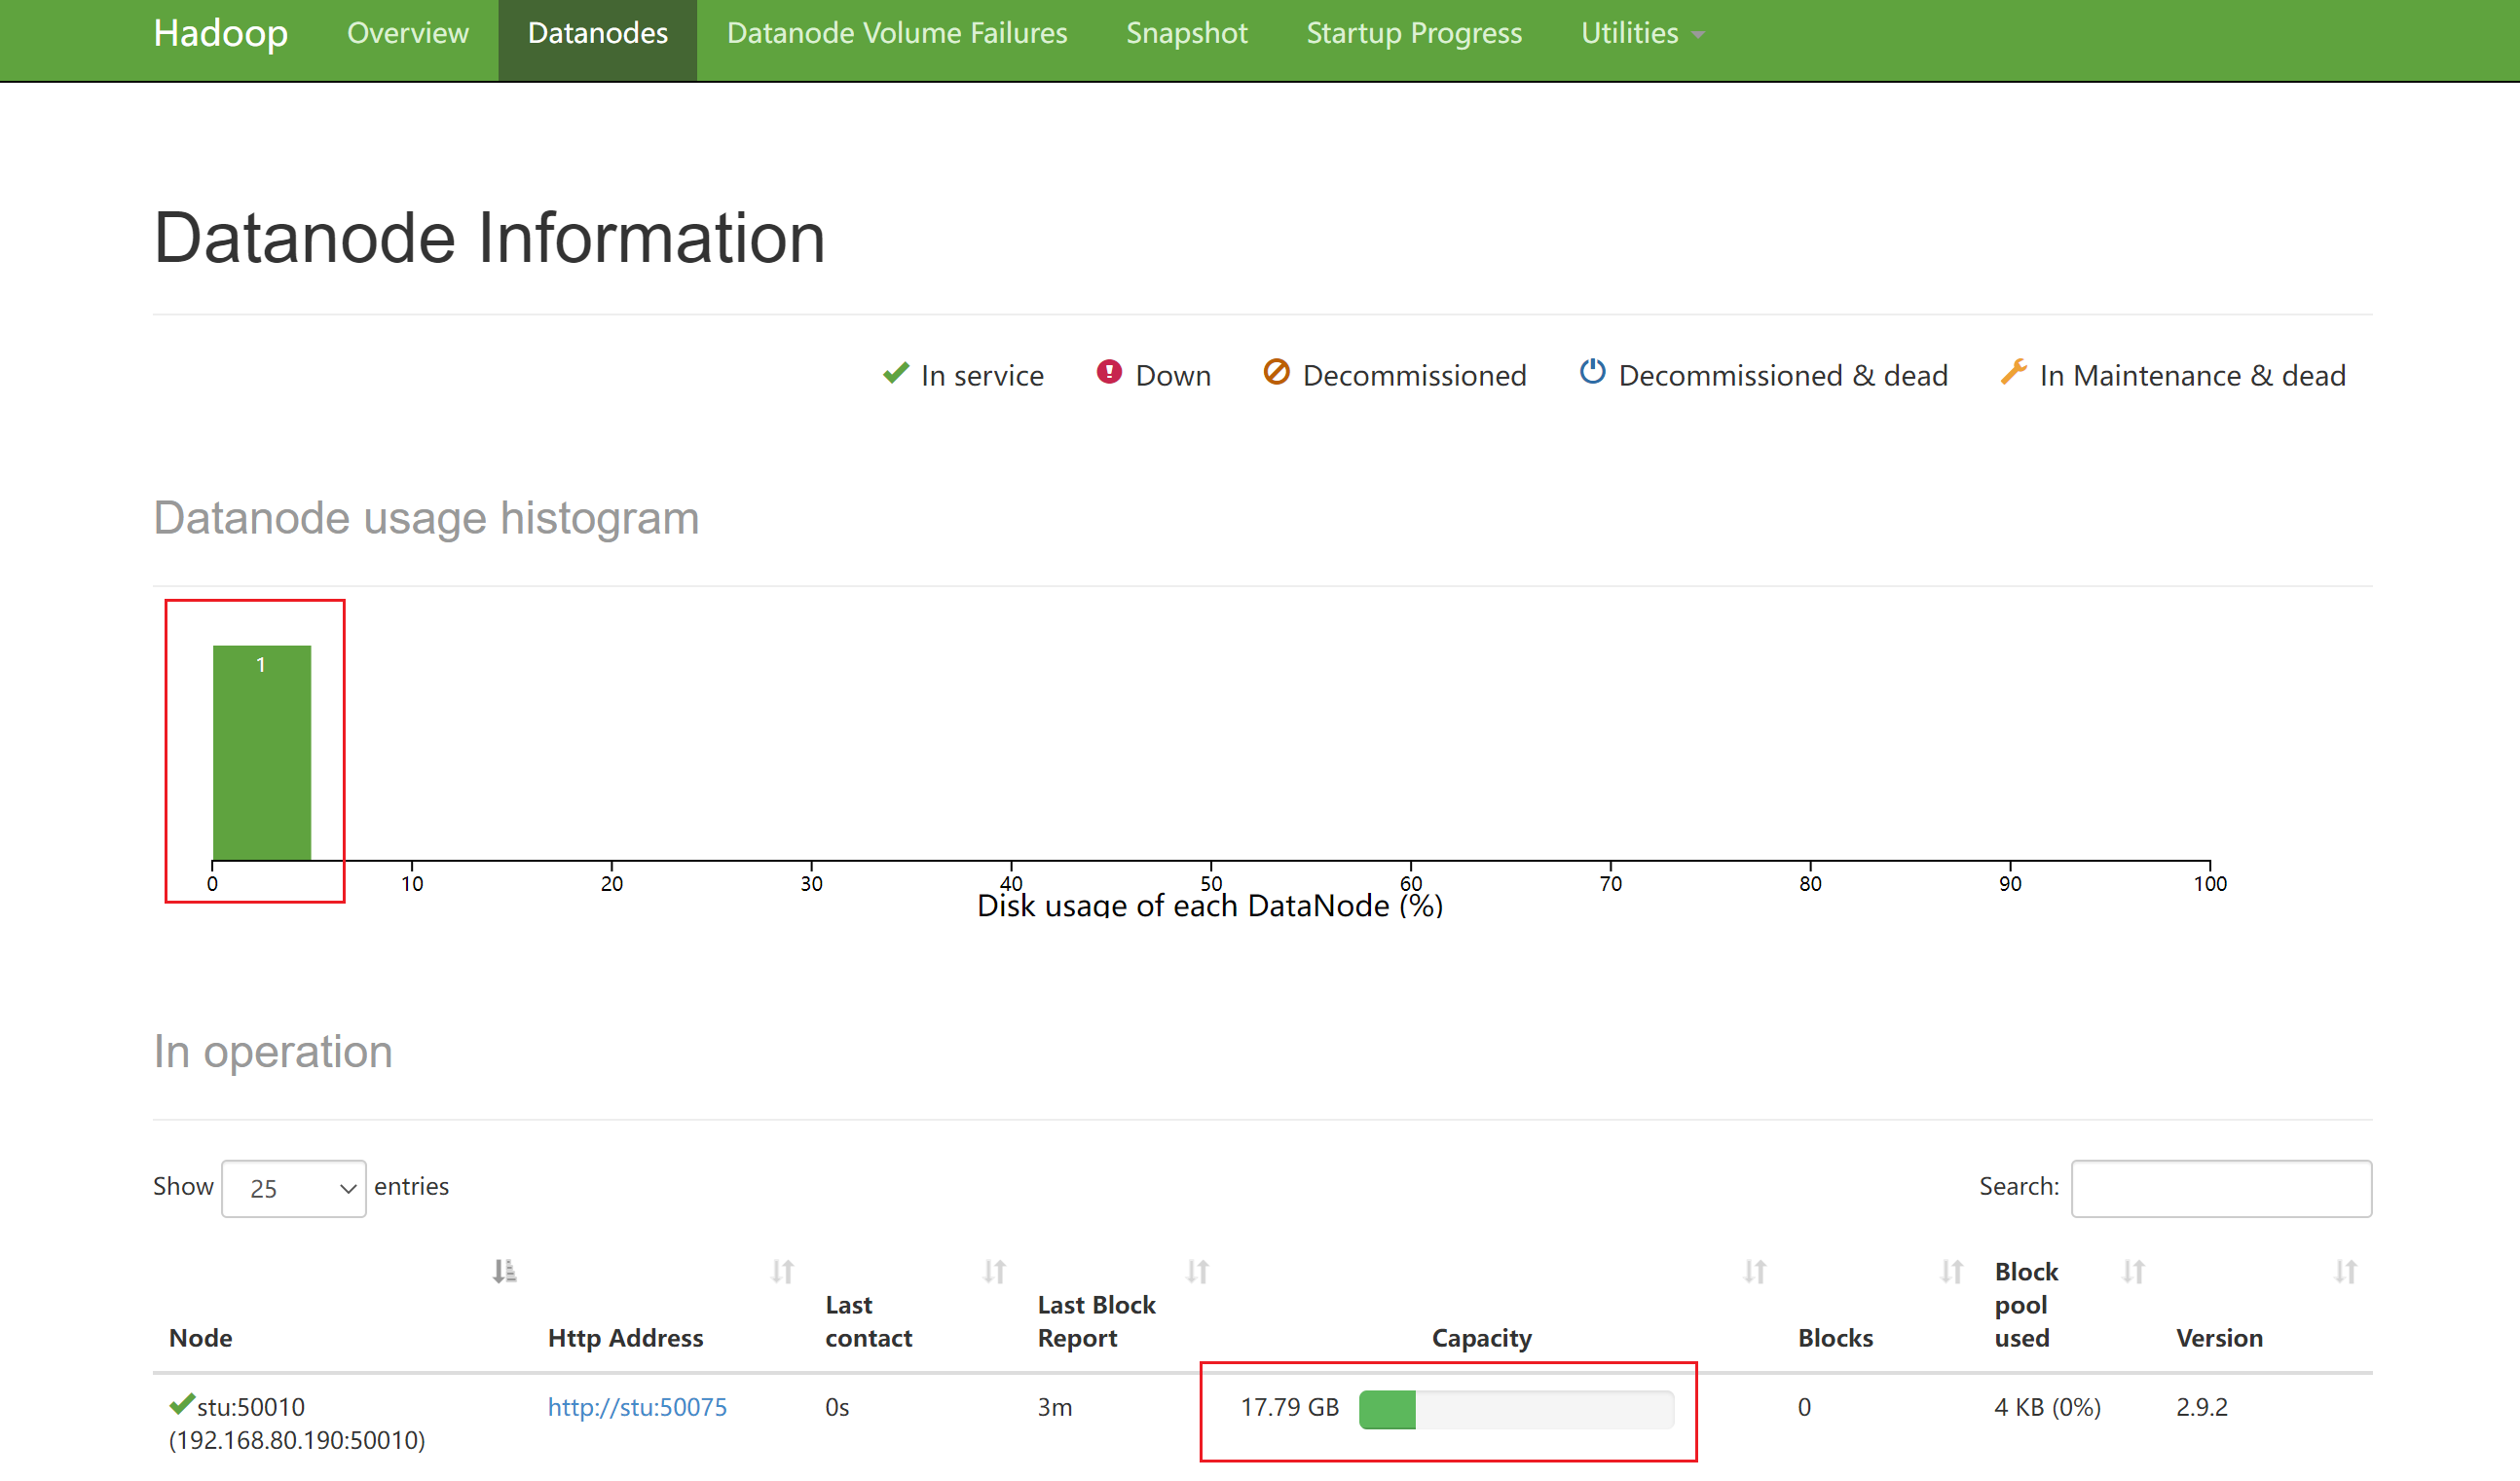 Hadoop Overview Datanodes Datanode Volume Failures Snapshot Startup Progress Utilities
Datanode Information
In service Down Decommissioned Decommissioned & dead In Maintenance & dead
Datanode usage histogram
1
0 10 20 30 40 50 60 70 80 90 100
Disk usage of each DataNode (%)
In operation
Show 25 entries Search:
Node
Http Address
Last
contact
Last Block
Report
Capacity
Blocks
Block
pool
used
Version
stu:50010
(192.168.80.190:50010)
http://stu:50075
0s
3m
17.79 GB
0
4 KB (0%)
2.9.2